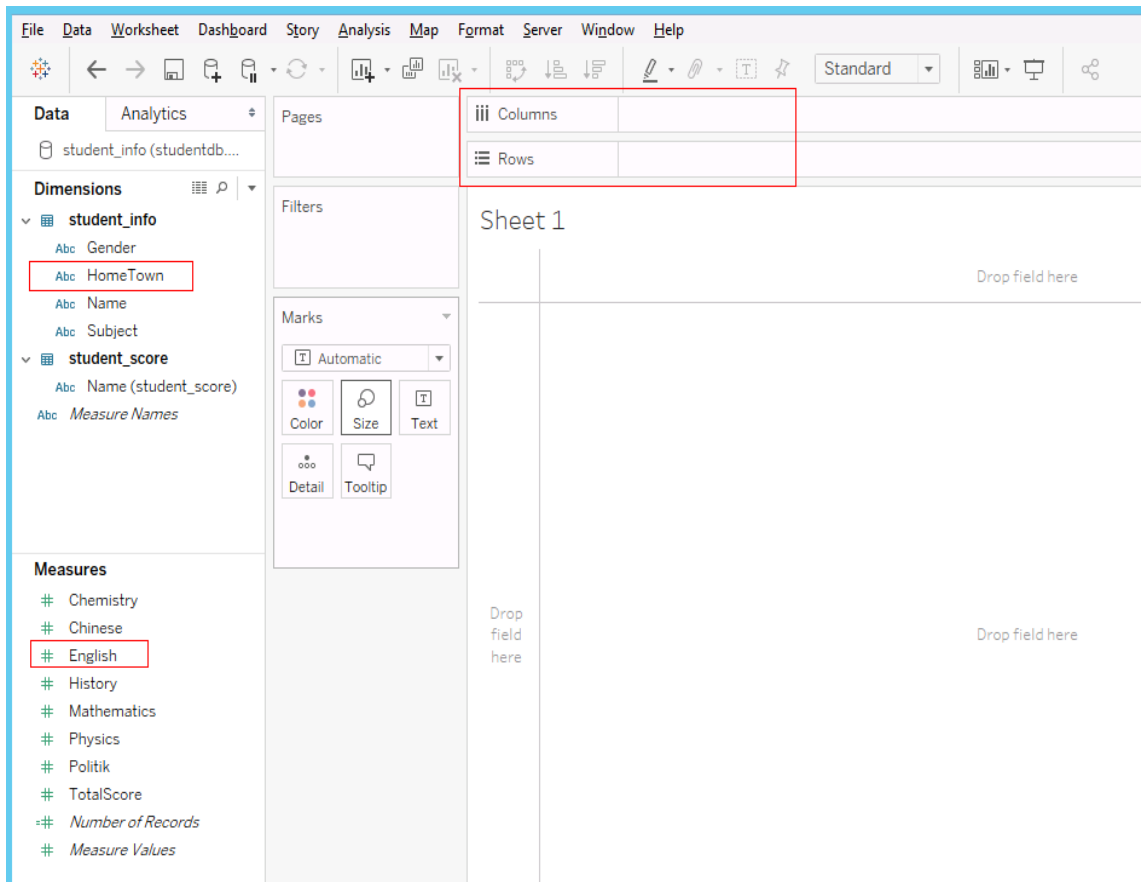 File Data Worksheet Dashboard Story Analysis Map Format Server Window Help
Standard
Data Analytics
student_info (studentdb....
Dimensions
student_info
Abc Gender
Abc HomeTown
Abc Name
Abc Subject
student_score
Abc Name (student_score)
Abc Measure Names
Measures
# Chemistry
# Chinese
# English
# History
# Mathematics
# Physics
# Politik
# TotalScore
=# Number of Records
# Measure Values
Pages
Filters
Marks
T Automatic
Color Size Text
Detail Tooltip
Columns
Rows
Sheet 1
Drop field here
Drop
field
here
Drop field here